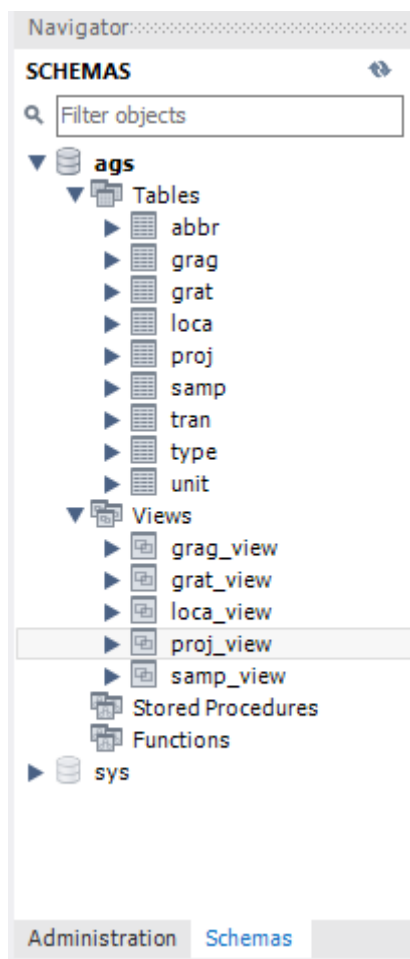 Navigator
SCHEMAS
Filter objects
ags
Tables
abbr
grag
grat
loca
proj
samp
tran
type
unit
Views
grag_view
grat_view
loca_view
proj_view
samp_view
Stored Procedures
Functions
sys
Administration Schemas